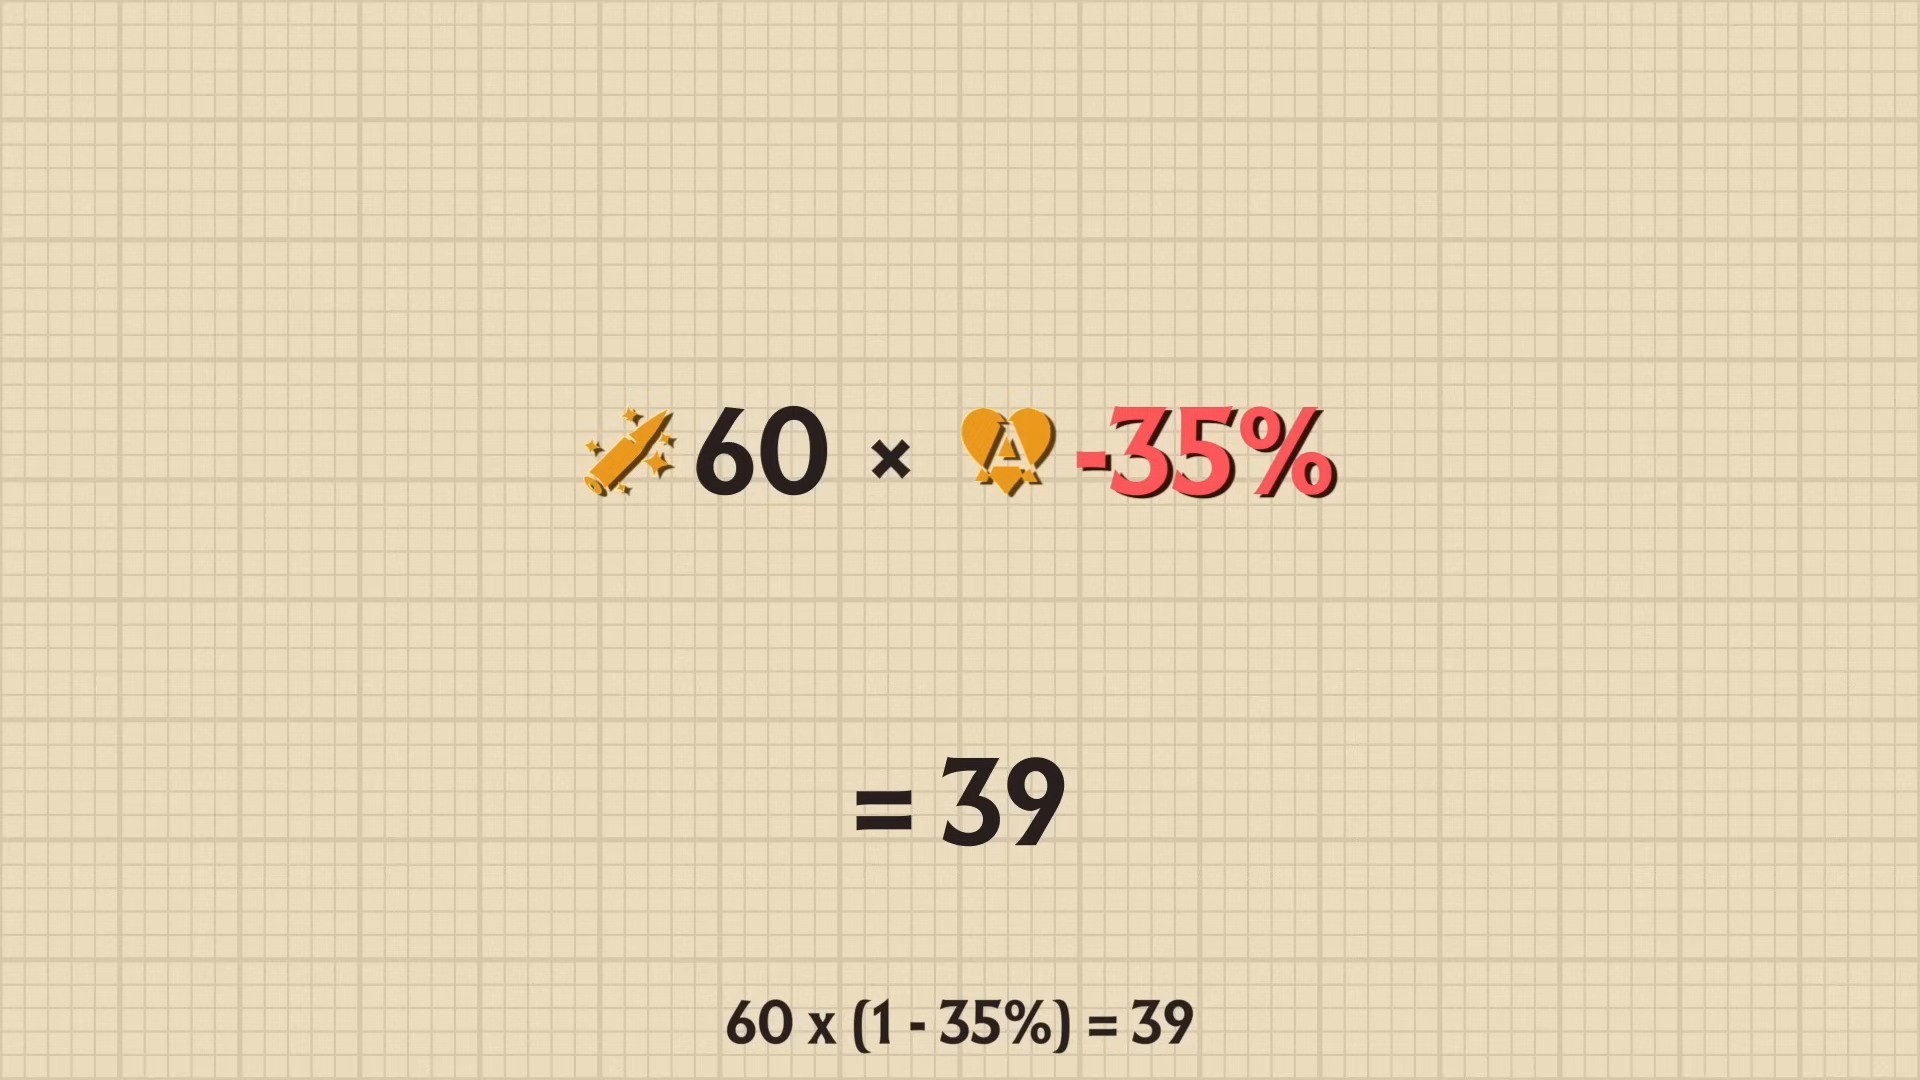 60 × A -35%
= 39
60 x (1 - 35%) = 39